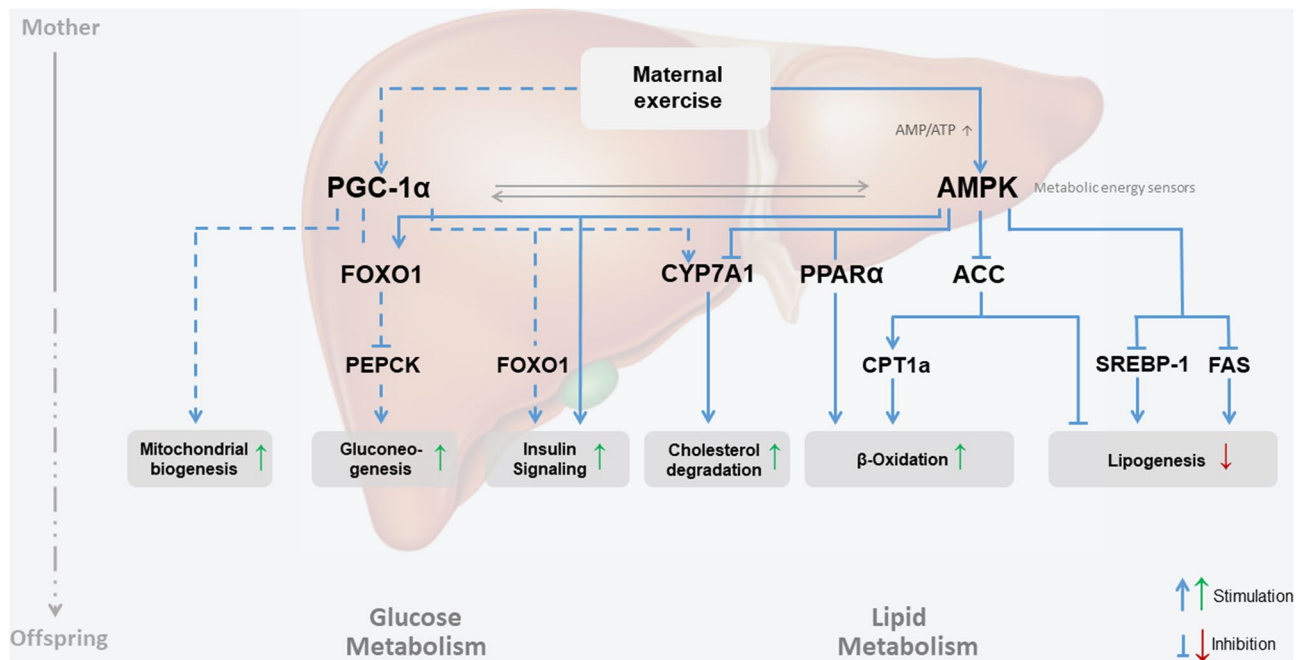 Mother
Maternal
exercise
AMP/ATP ↑
PGC-1α
AMPK
Metabolic energy sensors
FOXO1
CYP7A1
PPARα
ACC
PEPCK
FOXO1
CPT1a
SREBP-1
FAS
Mitochondrial
biogenesis ↑
Gluconeo-
genesis ↑
Insulin
Signaling ↑
Cholesterol
degradation ↑
β-Oxidation ↑
Lipogenesis ↓
Stimulation
Inhibition
Glucose
Metabolism
Lipid
Metabolism
Offspring